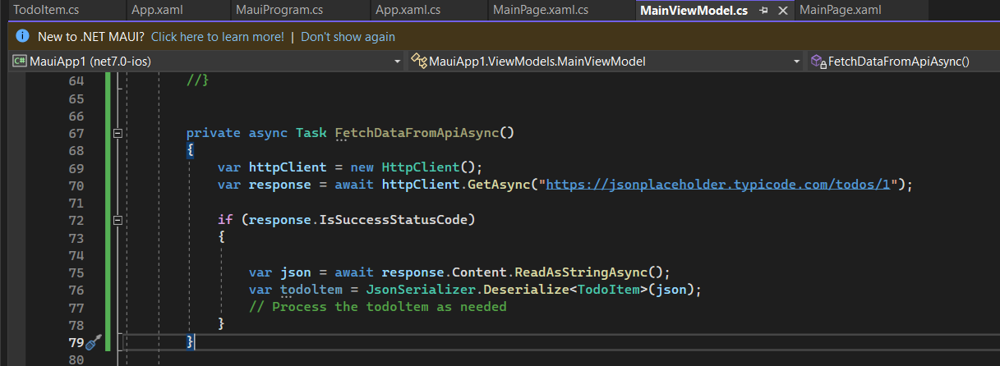 TodoItem.cs App.xaml MauiProgram.cs App.xaml.cs MainPage.xaml.cs MainViewModel.cs MainPage.xaml
New to .NET MAUI? Click here to learn more! | Don't show again
C# MauiApp1 (net7.0-ios) MauiApp1.ViewModels.MainViewModel FetchDataFromApiAsync()
64 //}
65
66
67 private async Task FetchDataFromApiAsync()
68 {
69 var httpClient = new HttpClient();
70 var response = await httpClient.GetAsync("https://jsonplaceholder.typicode.com/todos/1");
71
72 if (response.IsSuccessStatusCode)
73 {
74
75 var json = await response.Content.ReadAsStringAsync();
76 var todoltem = JsonSerializer.Deserialize<TodoItem>(json);
77 // Process the todoltem as needed
78 }
79 }
80